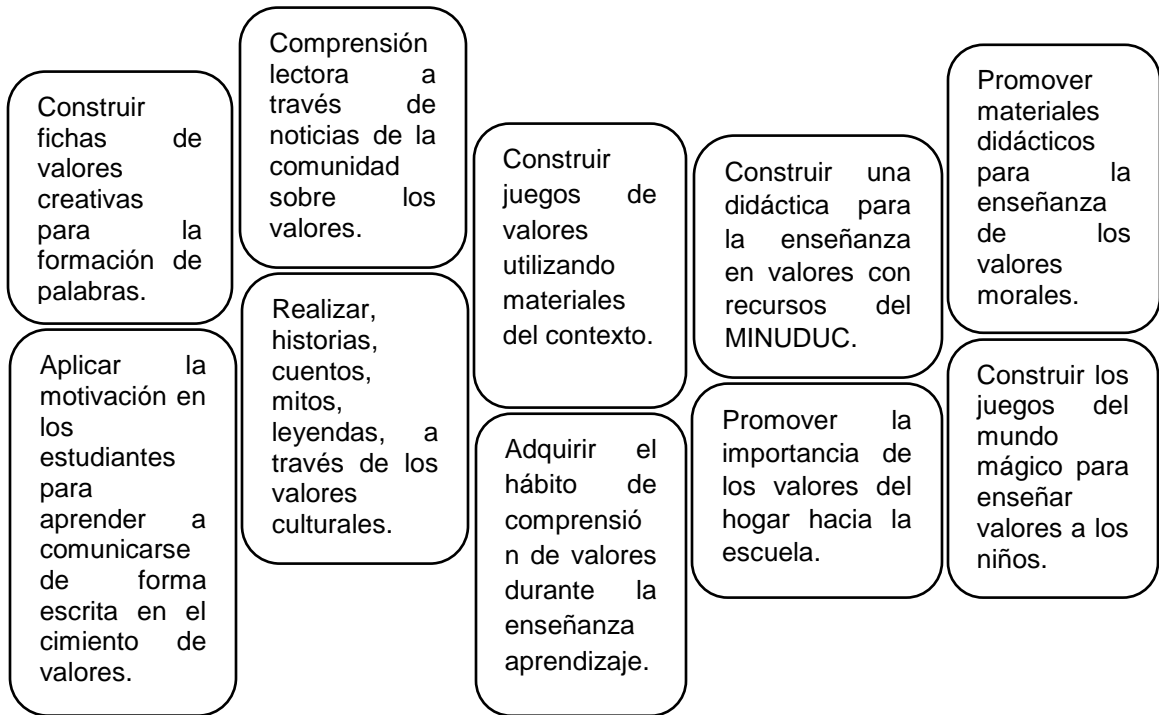 Construir
fichas de
valores
creativas
para la
formación de
palabras.
Aplicar la
motivación en
los
estudiantes
para
aprender a
comunicarse
de forma
escrita en el
cimiento de
valores.
Comprensión
lectora a
través de
noticias de la
comunidad
sobre los
valores.
Realizar,
historias,
cuentos,
mitos,
leyendas, a
través de los
valores
culturales.
Construir
juegos de
valores
utilizando
materiales
del contexto.
Adquirir el
hábito de
comprensió
n de valores
durante la
enseñanza
aprendizaje.
Construir una
didáctica para
la enseñanza
en valores con
recursos del
MINUDUC.
Promover la
importancia de
los valores del
hogar hacia la
escuela.
Promover
materiales
didácticos
para la
enseñanza
de los
valores
morales.
Construir los
juegos del
mundo
mágico para
enseñar
valores a los
niños.